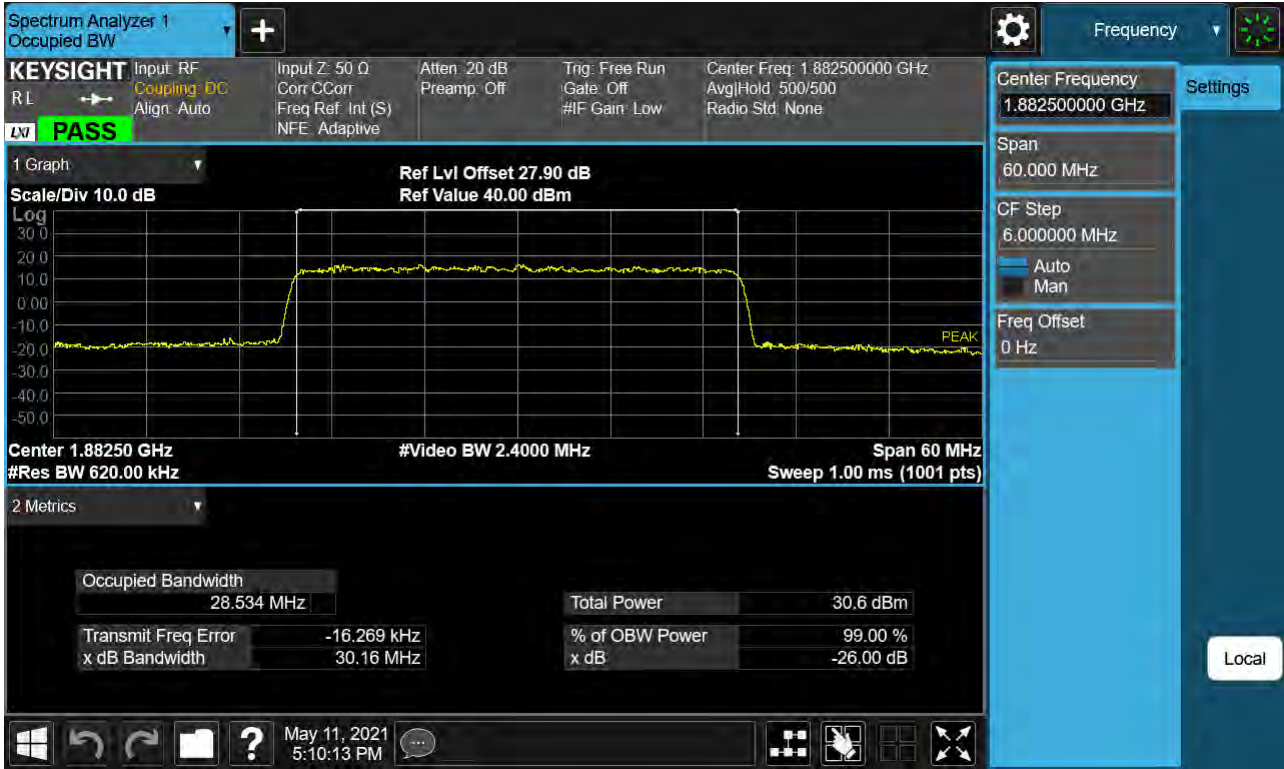 Spectrum Analyzer 1
Occupied BW
Frequency
KEYSIGHT
RL
LXI PASS
Input: RF
Coupling: DC
Align: Auto
Input Z: 50 Ω
Corr CCorr
Freq Ref: Int (S)
NFE: Adaptive
Atten: 20 dB
Preamp: Off
Trig: Free Run
Gate: Off
#IF Gain: Low
Center Freq: 1.882500000 GHz
Avg|Hold: 500/500
Radio Std: None
Center Frequency
1.882500000 GHz
Settings
Span
60.000 MHz
CF Step
6.000000 MHz
Auto
Man
Freq Offset
0 Hz
Local
1 Graph
Scale/Div 10.0 dB
Ref Lvl Offset 27.90 dB
Ref Value 40.00 dBm
Log
30.0
20.0
10.0
0.00
-10.0
-20.0
-30.0
-40.0
-50.0
PEAK
Center 1.88250 GHz
#Video BW 2.4000 MHz
Span 60 MHz
#Res BW 620.00 kHz
Sweep 1.00 ms (1001 pts)
2 Metrics
Occupied Bandwidth
28.534 MHz
Total Power 30.6 dBm
Transmit Freq Error -16.269 kHz
% of OBW Power 99.00 %
x dB Bandwidth 30.16 MHz
x dB -26.00 dB
?
May 11, 2021
5:10:13 PM